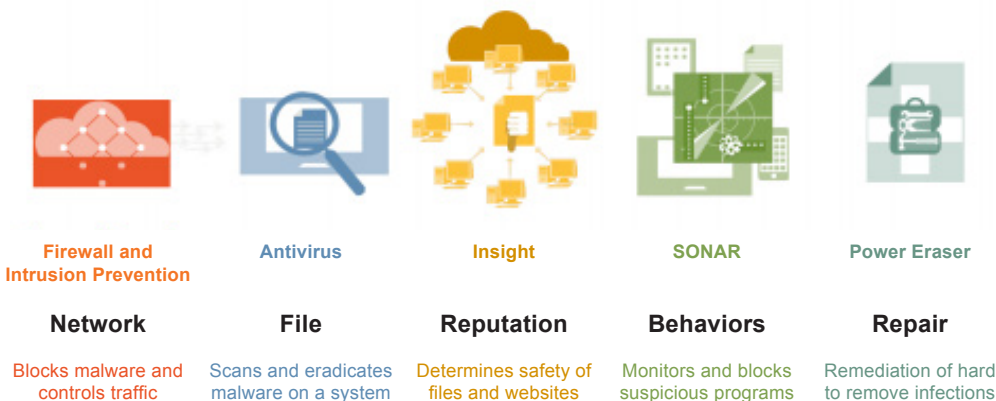 Firewall and
Intrusion Prevention
Antivirus
Insight
SONAR
Power Eraser
Network
File
Reputation
Behaviors
Repair
Blocks malware and
controls traffic
Scans and eradicates
malware on a system
Determines safety of
files and websites
Monitors and blocks
suspicious programs
Remediation of hard
to remove infections